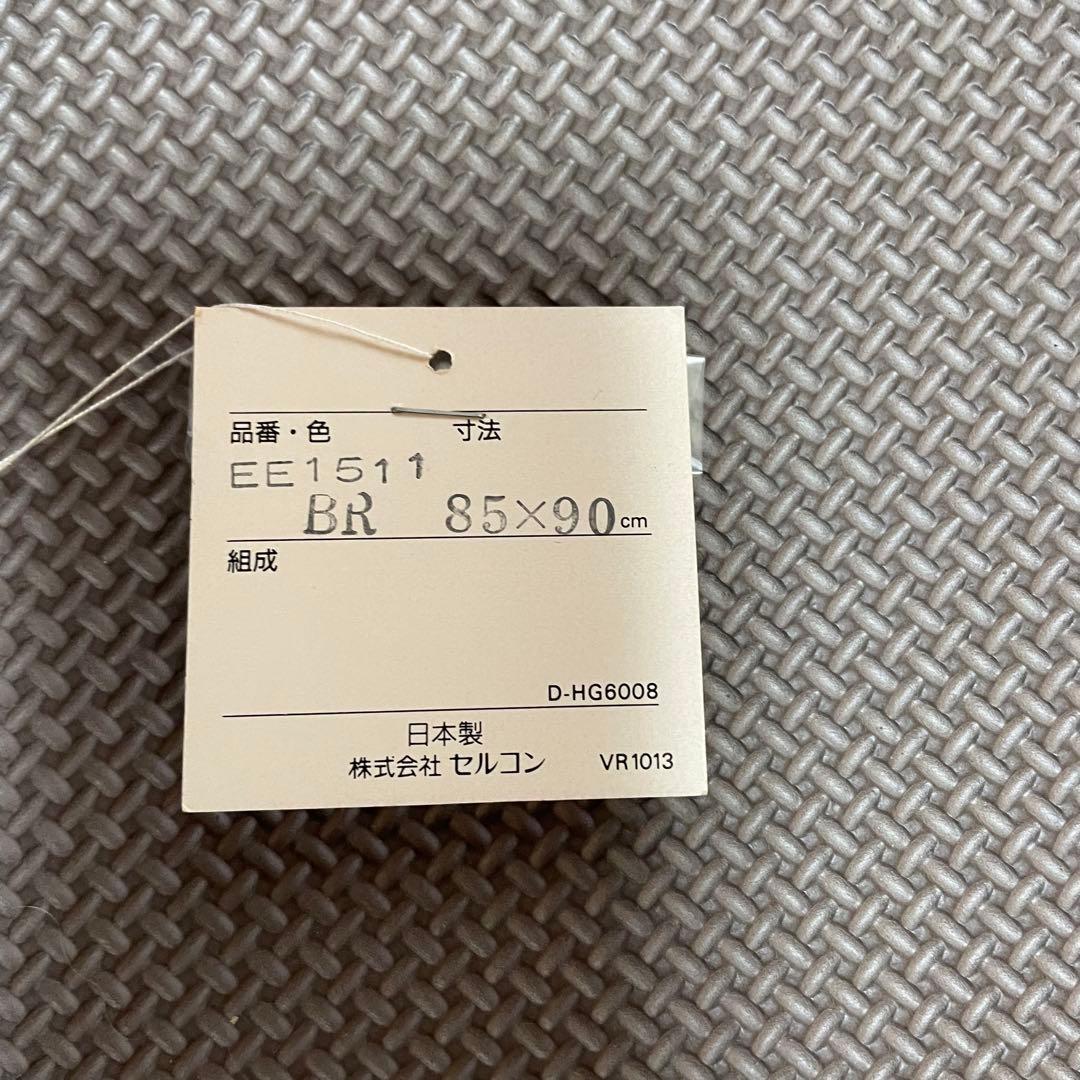 品番・色 寸法
EE1511
BR 85×90cm
組成
D-HG6008
日本製
株式会社 セルコン VR1013